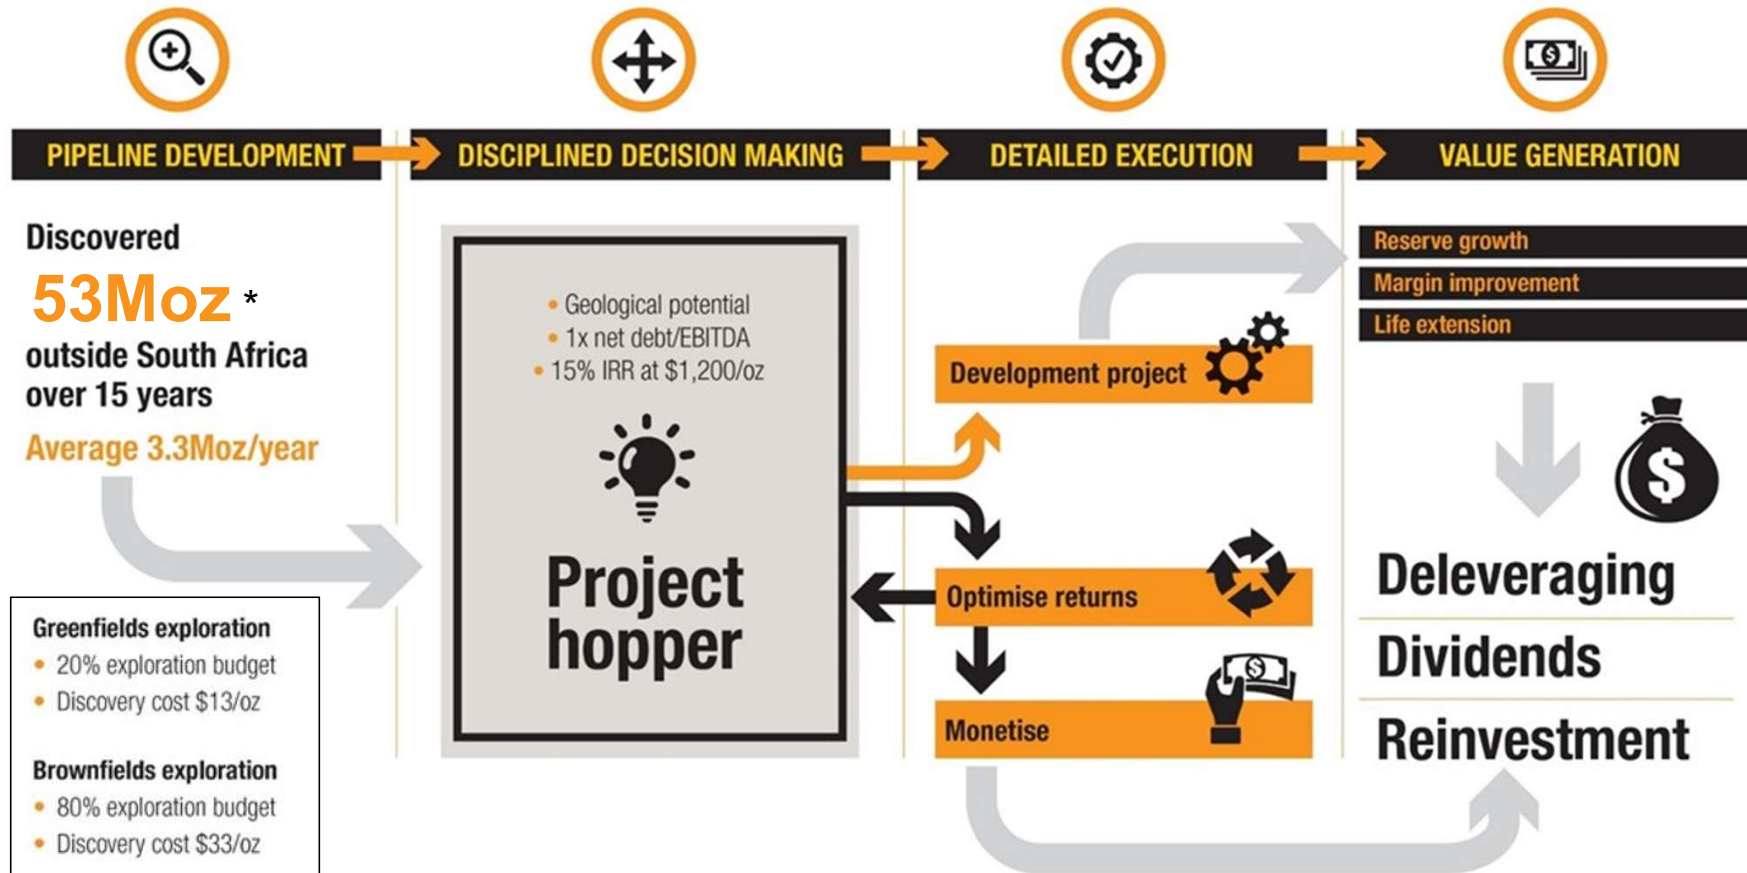 PIPELINE DEVELOPMENT
DISCIPLINED DECISION MAKING
DETAILED EXECUTION
VALUE GENERATION
Discovered
53Moz *
outside South Africa
over 15 years
Average 3.3Moz/year
Greenfields exploration
• 20% exploration budget
• Discovery cost $13/oz
Brownfields exploration
• 80% exploration budget
• Discovery cost $33/oz
• Geological potential
• 1x net debt/EBITDA
• 15% IRR at $1,200/oz
Project
hopper
Development project
Optimise returns
Monetise
$
Reserve growth
Margin improvement
Life extension
$
Deleveraging
Dividends
Reinvestment